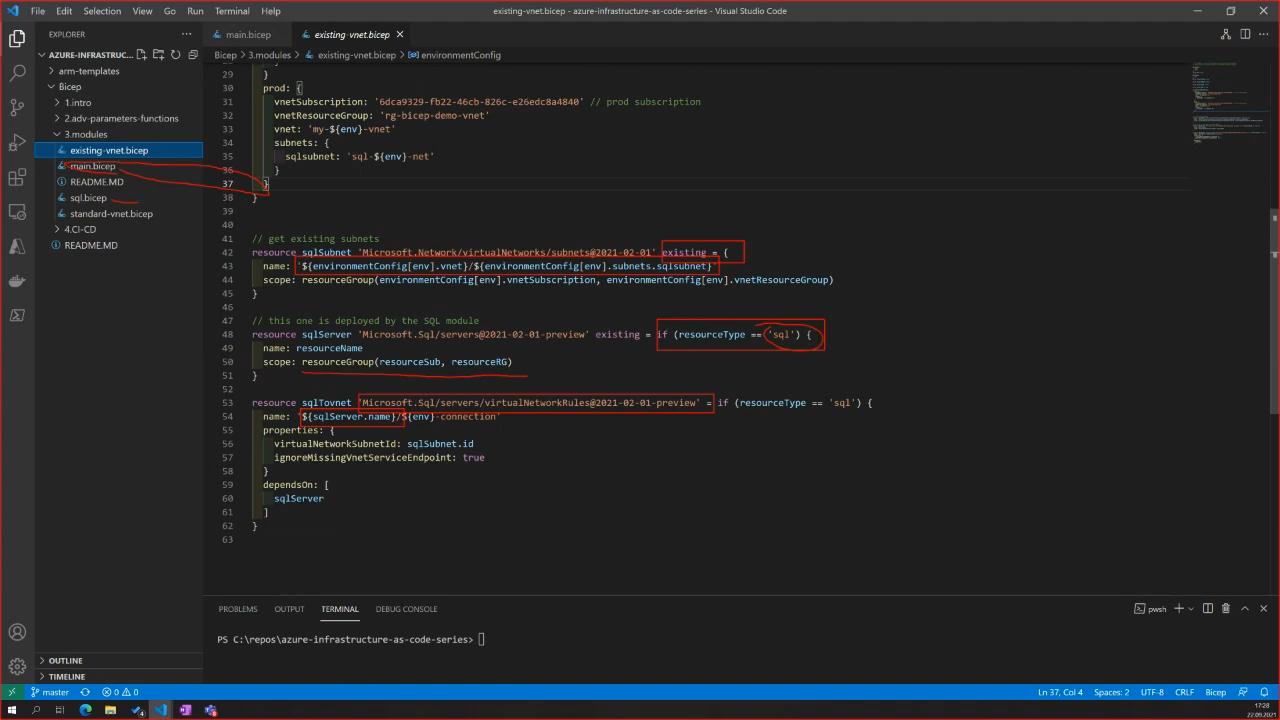 File Edit Selection View Go Run Terminal Help
existing-vnet.bicep - azure-infrastructure-as-code-series - Visual Studio Code
EXPLORER
AZURE-INFRASTRUC...
arm-templates
Bicep
1.intro
2.adv-parameters-functions
3.modules
existing-vnet.bicep
main.bicep
README.MD
sql.bicep
standard-vnet.bicep
4.CI-CD
README.MD
OUTLINE
TIMELINE
main.bicep existing-vnet.bicep
Bicep > 3.modules > existing-vnet.bicep > environmentConfig
29 }
30 prod: {
31 vnetSubscription: '6dca9329-fb22-46cb-826c-e26edc8a4840' // prod subscription
32 vnetResourceGroup: 'rg-bicep-demo-vnet'
33 vnet: 'my-${env}-vnet'
34 subnets: {
35 sqlsubnet: 'sql-${env}-net'
36 }
37 }
38 }
39
40
41 // get existing subnets
42 resource sqlSubnet 'Microsoft.Network/virtualNetworks/subnets@2021-02-01' existing = {
43 name: '${environmentConfig[env].vnet}/${environmentConfig[env].subnets.sqlsubnet}'
44 scope: resourceGroup(environmentConfig[env].vnetSubscription, environmentConfig[env].vnetResourceGroup)
45 }
46
47 // this one is deployed by the SQL module
48 resource sqlServer 'Microsoft.Sql/servers@2021-02-01-preview' existing = if (resourceType == 'sql') {
49 name: resourceName
50 scope: resourceGroup(resourceSub, resourceRG)
51 }
52
53 resource sqlTovnet 'Microsoft.Sql/servers/virtualNetworkRules@2021-02-01-preview' = if (resourceType == 'sql') {
54 name: '${sqlServer.name}/${env}-connection'
55 properties: {
56 virtualNetworkSubnetId: sqlSubnet.id
57 ignoreMissingVnetServiceEndpoint: true
58 }
59 dependsOn: [
60 sqlServer
61 ]
62 }
63
PROBLEMS OUTPUT TERMINAL DEBUG CONSOLE
pwsh
PS C:\repos\azure-infrastructure-as-code-series>
master 0 0
Ln 37, Col 4 Spaces: 2 UTF-8 CRLF Bicep
17:28
22.09.2021